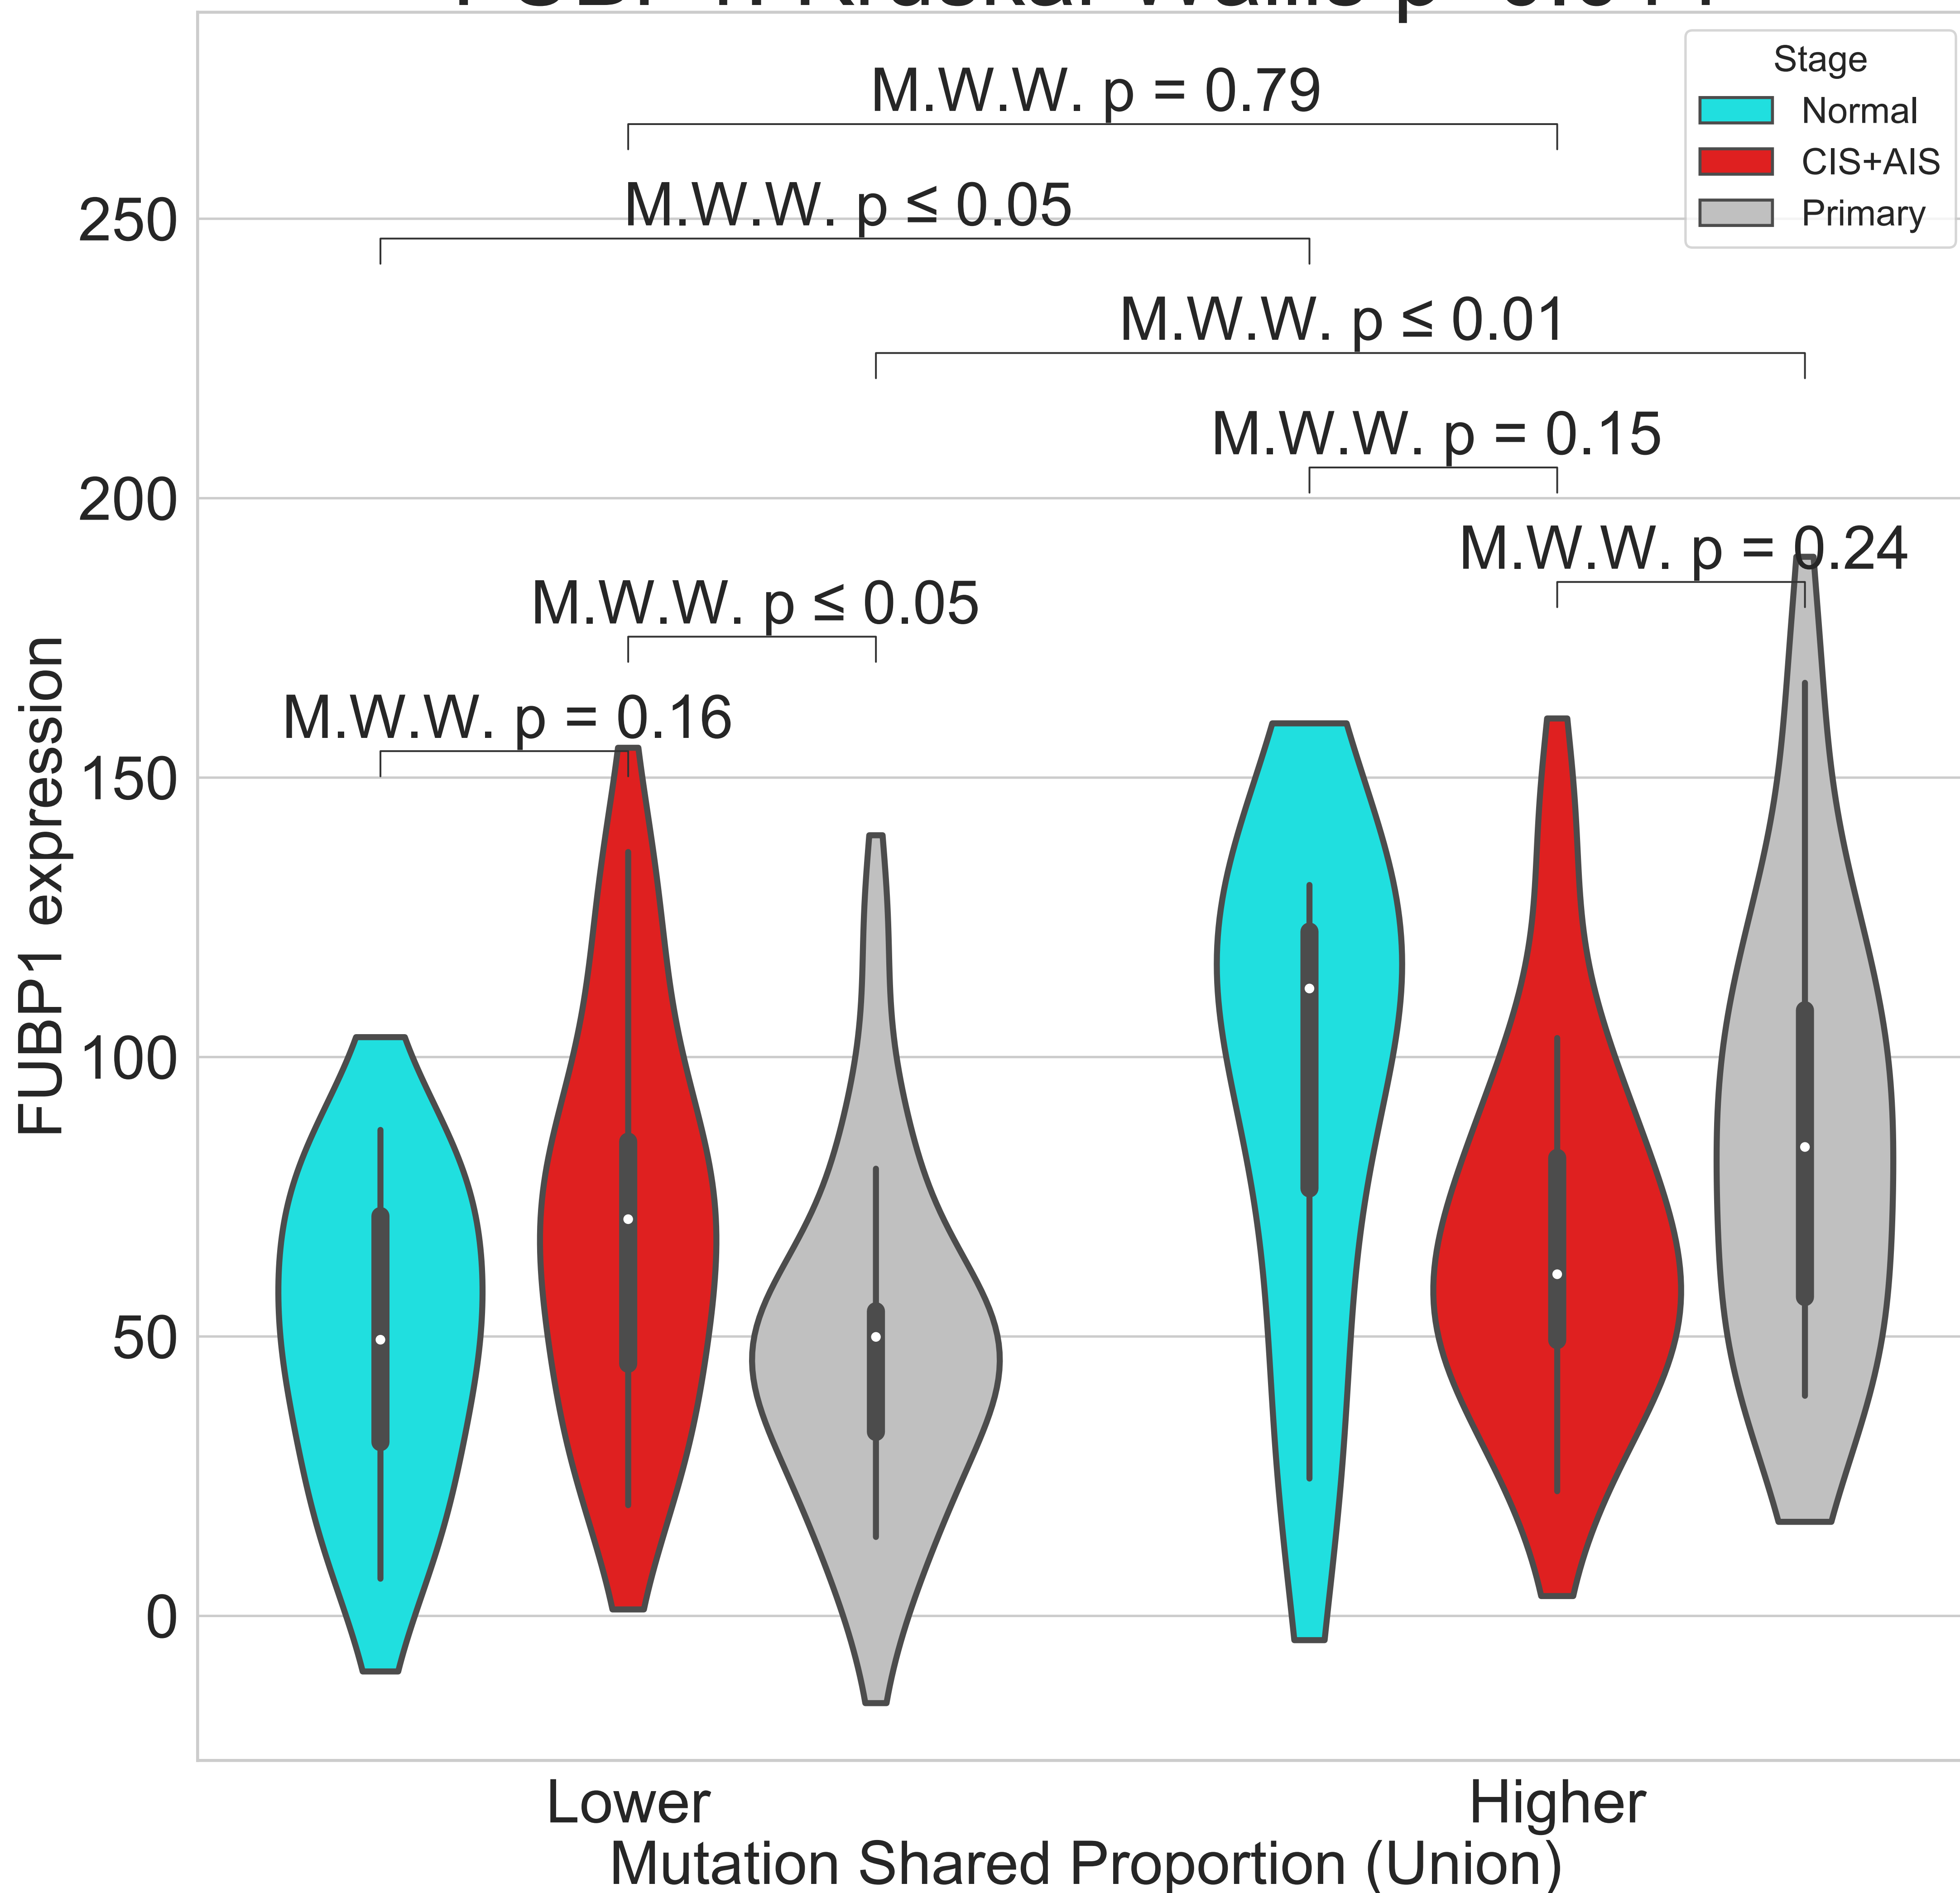 Stage
Normal
CIS+AIS
Primary
M.W.W. p = 0.79
M.W.W. p ≤ 0.05
M.W.W. p ≤ 0.01
M.W.W. p = 0.15
M.W.W. p = 0.24
M.W.W. p ≤ 0.05
M.W.W. p = 0.16
250
200
150
100
50
0
FUBP1 expression
Lower
Higher
Mutation Shared Proportion (Union)